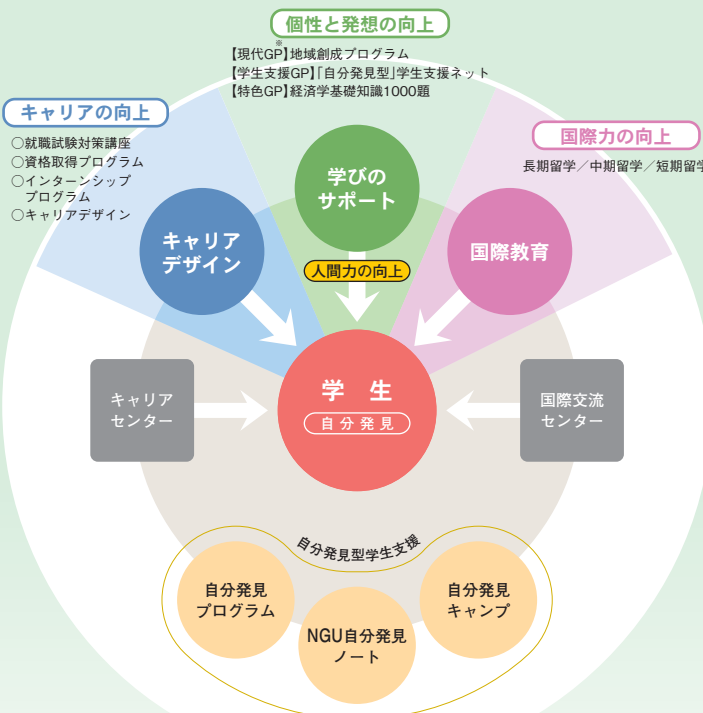 個性と発想の向上
※
【現代GP】地域創成プログラム
【学生支援GP】「自分発見型」学生支援ネット
【特色GP】経済学基礎知識1000題
キャリアの向上
○就職試験対策講座
○資格取得プログラム
○インターンシップ
プログラム
○キャリアデザイン
国際力の向上
長期留学／中期留学／短期留学
学びの
サポート
キャリア
デザイン
国際教育
人間力の向上
学 生
自分発見
キャリア
センター
国際交流
センター
自分発見型学生支援
自分発見
プログラム
NGU自分発見
ノート
自分発見
キャンプ